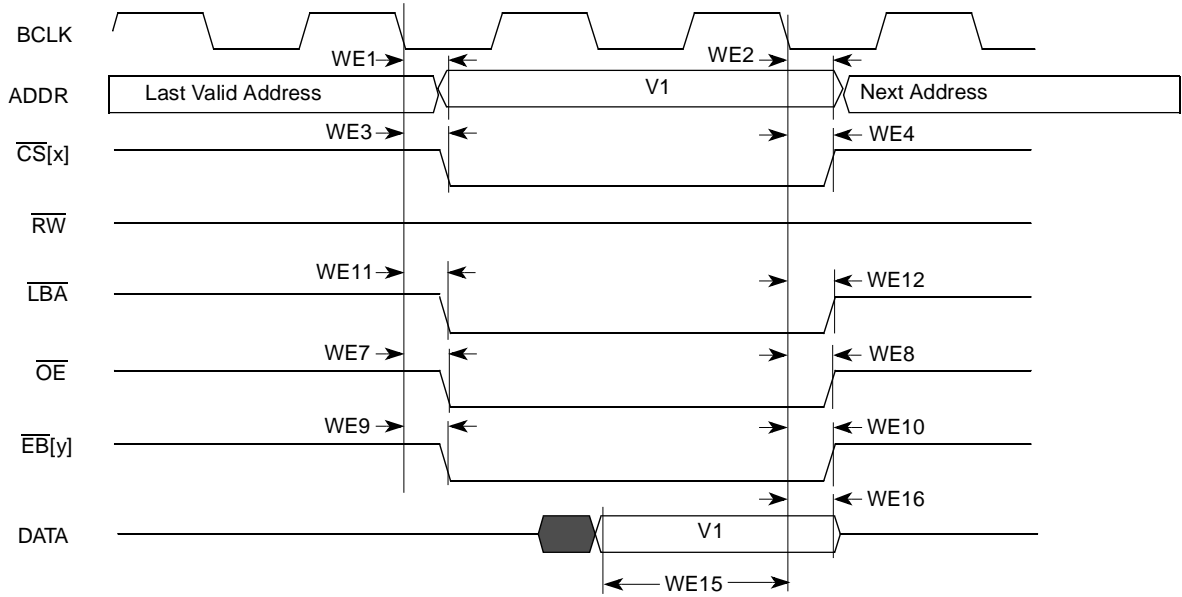 BCLK
WE1
WE2
ADDR
Last Valid Address
V1
Next Address
WE3
WE4
CS[x]
RW
WE11
WE12
LBA
WE7
WE8
OE
WE9
WE10
EB[y]
WE16
DATA
V1
WE15